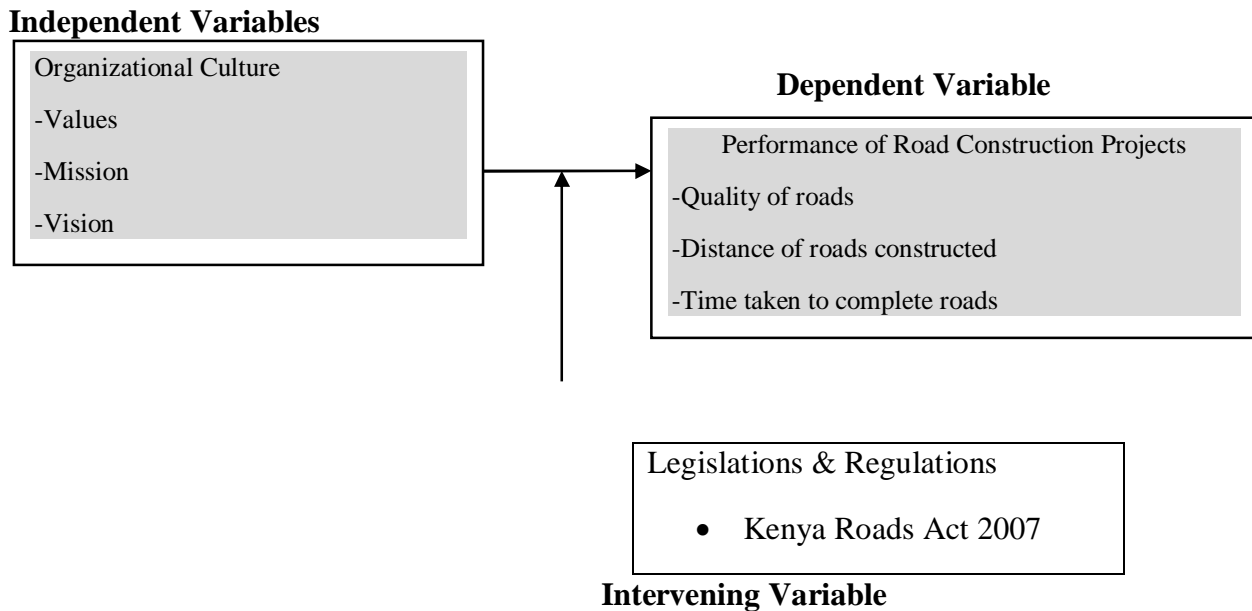 Independent Variables
Organizational Culture
-Values
-Mission
-Vision
Dependent Variable
Performance of Road Construction Projects
-Quality of roads
-Distance of roads constructed
-Time taken to complete roads
Legislations & Regulations
• Kenya Roads Act 2007
Intervening Variable